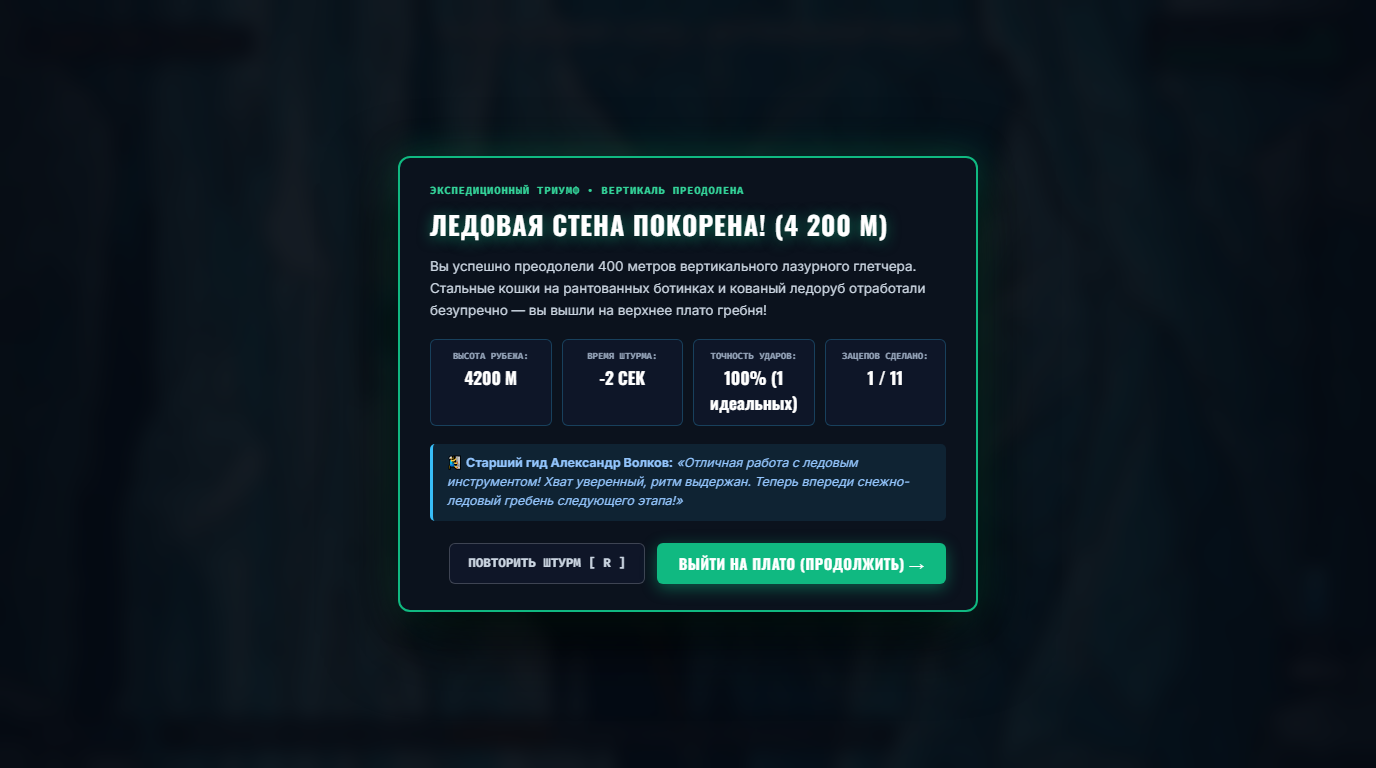 ЭКСПЕДИЦИОННЫЙ ТРИУМФ • ВЕРТИКАЛЬ ПРЕОДОЛЕНА
ЛЕДОВАЯ СТЕНА ПОКОРЕНА! (4 200 М)
Вы успешно преодолели 400 метров вертикального лазурного глетчера.
Стальные кошки на рантованных ботинках и кованый ледоруб отработали
безупречно — вы вышли на верхнее плато гребня!
ВЫСОТА РУБЕЖА:
4200 М
ВРЕМЯ ШТУРМА:
-2 СЕК
ТОЧНОСТЬ УДАРОВ:
100% (1
идеальных)
ЗАЦЕПОВ СДЕЛАНО:
1 / 11
Старший гид Александр Волков: «Отличная работа с ледовым
инструментом! Хват уверенный, ритм выдержан. Теперь впереди снежно-
ледовый гребень следующего этапа!»
ПОВТОРИТЬ ШТУРМ [ R ]
ВЫЙТИ НА ПЛАТО (ПРОДОЛЖИТЬ) →